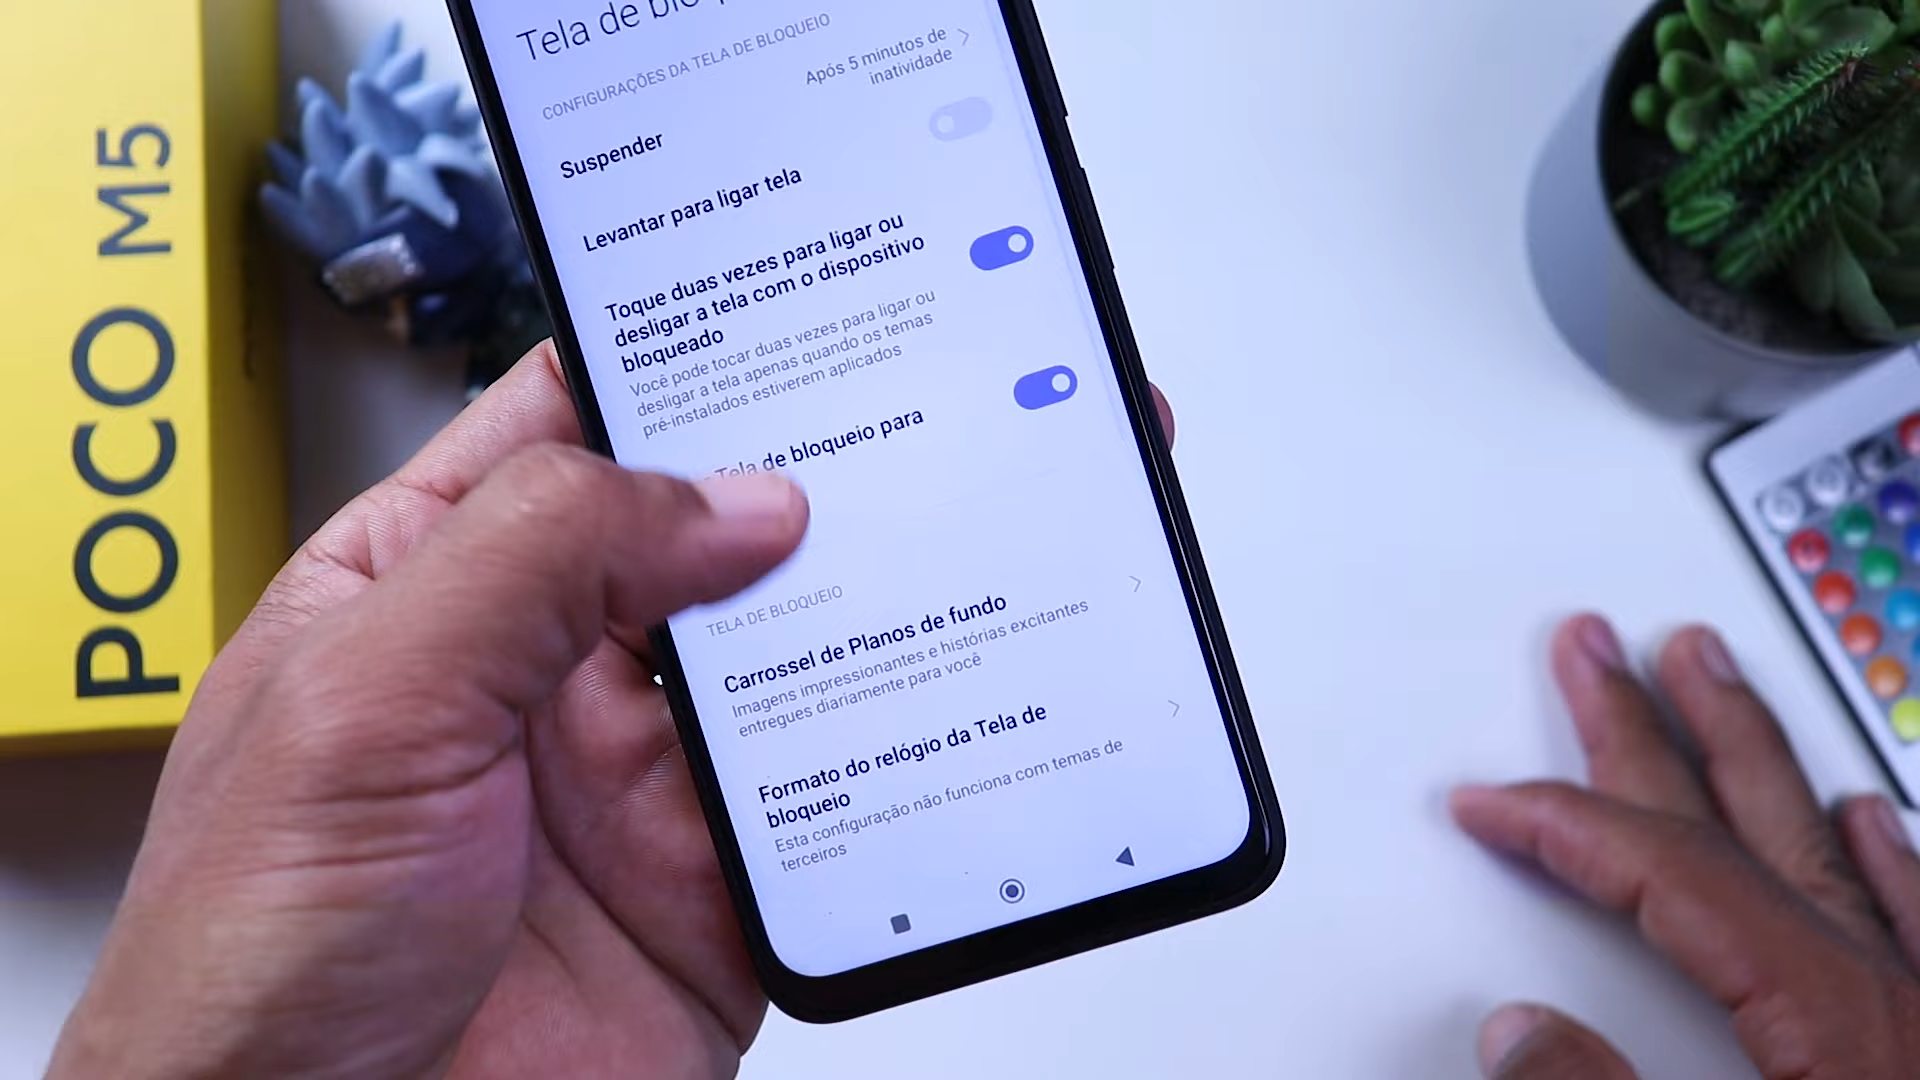 POCO M5
Tela de
CONFIGURAÇÕES DA TELA DE BLOQUEIO
Após 5 minutos de
inatividade
Suspender
Levantar para ligar tela
Toque duas vezes para ligar ou
desligar a tela com o dispositivo
bloqueado
Você pode tocar duas vezes para ligar ou
desligar a tela apenas quando os temas
pré-instalados estiverem aplicados
Tela de bloqueio para
TELA DE BLOQUEIO
Carrossel de Planos de fundo
Imagens impressionantes e histórias excitantes
entregues diariamente para você
Formato do relógio da Tela de
bloqueio
Esta configuração não funciona com temas de
terceiros